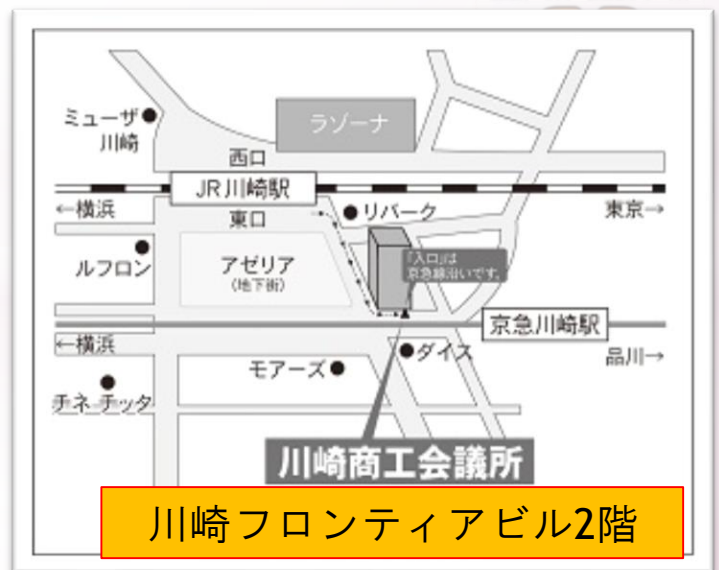 ミューザ
川崎
ラゾーナ
西口
JR川崎駅
←横浜
東京→
東口
リバーク
ルフロン
アゼリア
(地下街)
「入口」は
京急線沿いです。
京急川崎駅
←横浜
品川→
モアーズ
ダイス
チネチッタ
川崎商工会議所
川崎フロンティアビル2階